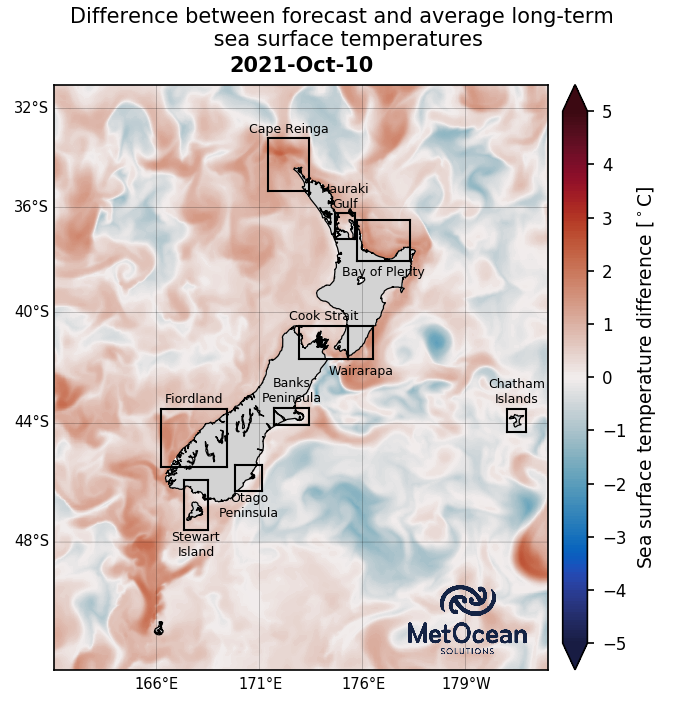 Difference between forecast and average long-term
sea surface temperatures
2021-Oct-10
32°S
36°S
40°S
44°S
48°S
166°E
171°E
176°E
179°W
Cape Reinga
Hauraki
Gulf
Bay of Plenty
Cook Strait
Wairarapa
Banks
Peninsula
Fiordland
Chatham
Islands
Otago
Peninsula
Stewart
Island
MetOcean
SOLUTIONS
5
4
3
2
1
0
−1
−2
−3
−4
−5
Sea surface temperature difference [°C]